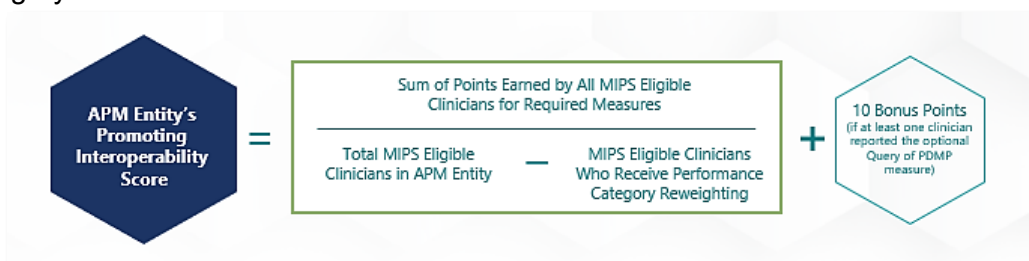 APM Entity's
Promoting
Interoperability
Score
=
Sum of Points Earned by All MIPS Eligible
Clinicians for Required Measures
Total MIPS Eligible
Clinicians in APM Entity
—
MIPS Eligible Clinicians
Who Receive Performance
Category Reweighting
+
10 Bonus Points
(if at least one clinician
reported the optional
Query of PDMP
measure)